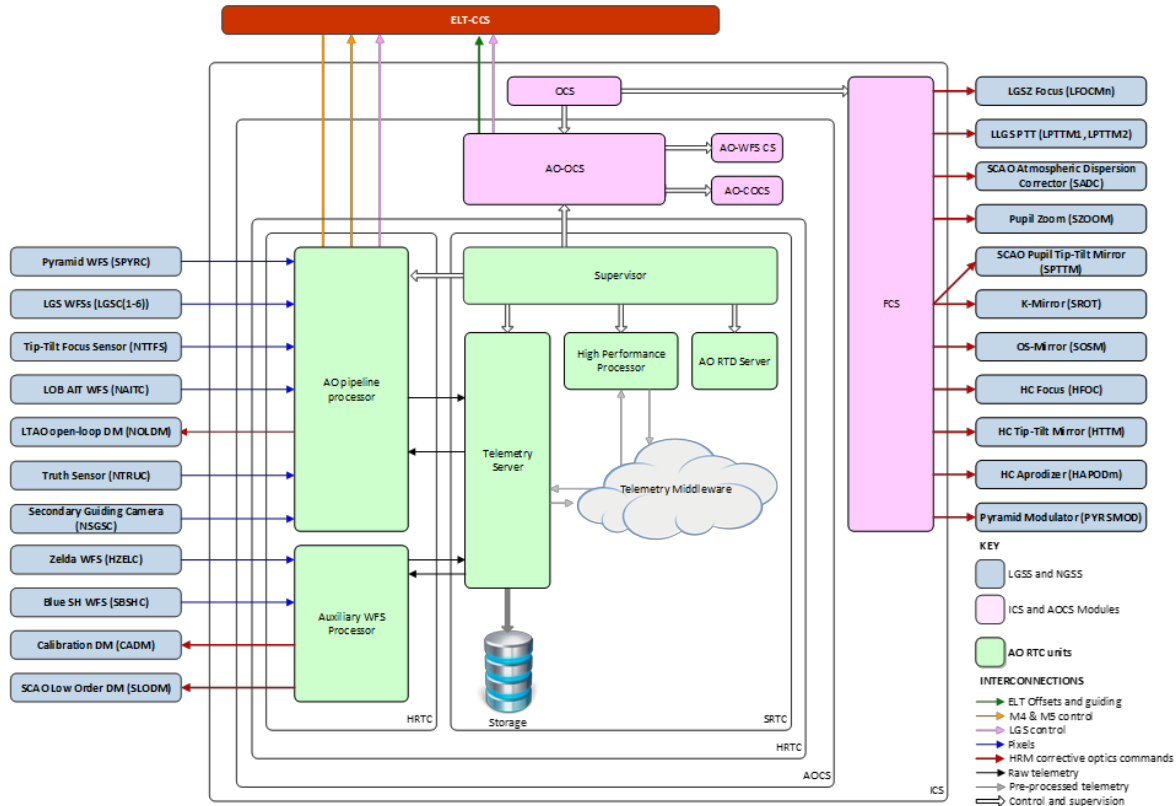 ELT-CCS
OCS
AO-OCS
AO-WFS CS
AO-COCS
FCS
Supervisor
AO pipeline
processor
Telemetry
Server
High Performance
Processor
AO RTD Server
Telemetry Middleware
Auxiliary WFS
Processor
Storage
HRTC
SRTC
HRTC
AOCS
ICS
Pyramid WFS (SPYRC)
LGS WFSs (LGSC(1-6))
Tip-Tilt Focus Sensor (NTTFS)
LOB AIT WFS (NAITC)
LTAO open-loop DM (NOLDM)
Truth Sensor (NTRUC)
Secondary Guiding Camera
(NSGSC)
Zelda WFS (HZELC)
Blue SH WFS (SBSHC)
Calibration DM (CADM)
SCAO Low Order DM (SLODM)
LGSZ Focus (LFOCMn)
LLGS PTT (LPTTM1, LPTTM2)
SCAO Atmospheric Dispersion
Corrector (SADC)
Pupil Zoom (SZOOM)
SCAO Pupil Tip-Tilt Mirror
(SPTTM)
K-Mirror (SROT)
OS-Mirror (SOSM)
HC Focus (HFOC)
HC Tip-Tilt Mirror (HTTM)
HC Aprodizer (HAPODm)
Pyramid Modulator (PYRSMOD)
KEY
LGSS and NGSS
ICS and AOCS Modules
AO RTC units
INTERCONNECTIONS
ELT Offsets and guiding
M4 & M5 control
LGS control
Pixels
HRM corrective optics commands
Raw telemetry
Pre-processed telemetry
Control and supervision